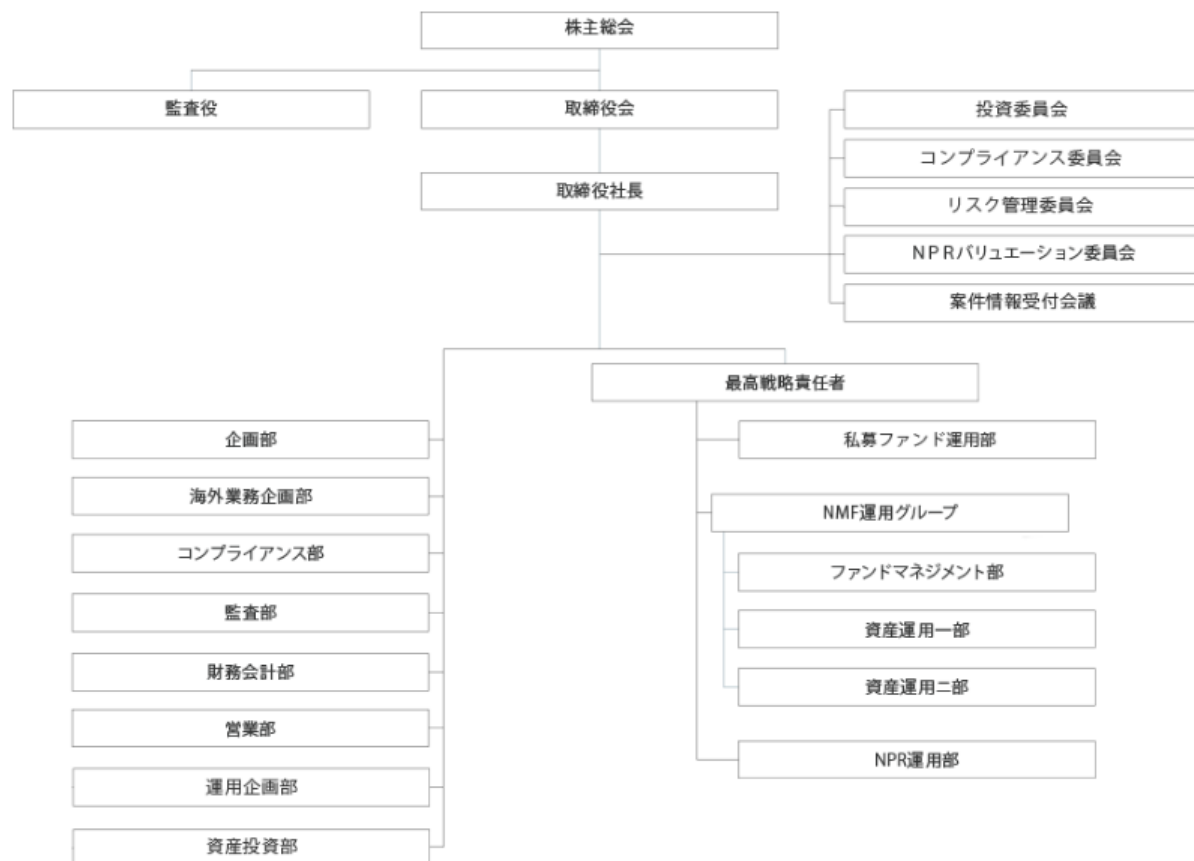 株主総会
監査役
取締役会
取締役社長
投資委員会
コンプライアンス委員会
リスク管理委員会
NPRバリュエーション委員会
案件情報受付会議
最高戦略責任者
企画部
海外業務企画部
コンプライアンス部
監査部
財務会計部
営業部
運用企画部
資産投資部
私募ファンド運用部
NMF運用グループ
ファンドマネジメント部
資産運用一部
資産運用二部
NPR運用部